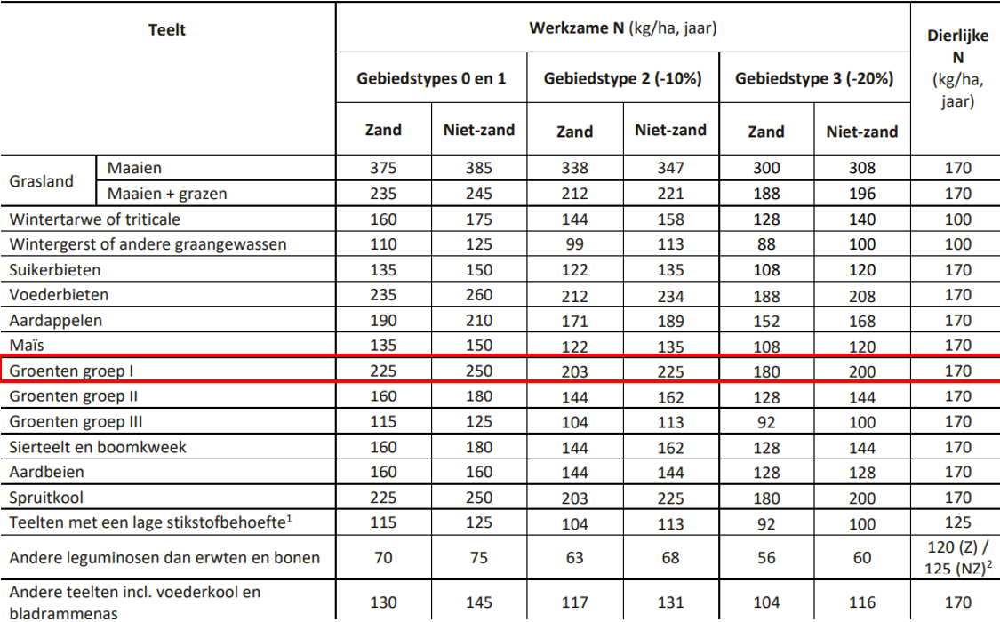 Teelt Werkzame N (kg/ha, jaar) Dierlijke
N
(kg/ha,
jaar)
Gebiedstypes 0 en 1 Gebiedstype 2 (-10%) Gebiedstype 3 (-20%)
Zand Niet-zand Zand Niet-zand Zand Niet-zand
Grasland Maaien 375 385 338 347 300 308 170
Maaien + grazen 235 245 212 221 188 196 170
Wintertarwe of triticale 160 175 144 158 128 140 100
Wintergerst of andere graangewassen 110 125 99 113 88 100 100
Suikerbieten 135 150 122 135 108 120 170
Voederbieten 235 260 212 234 188 208 170
Aardappelen 190 210 171 189 152 168 170
Maïs 135 150 122 135 108 120 170
Groenten groep I 225 250 203 225 180 200 170
Groenten groep II 160 180 144 162 128 144 170
Groenten groep III 115 125 104 113 92 100 170
Sierteelt en boomkweek 160 180 144 162 128 144 170
Aardbeien 160 160 144 144 128 128 170
Spruitkool 225 250 203 225 180 200 170
Teelten met een lage stikstofbehoefte¹ 115 125 104 113 92 100 125
Andere leguminosen dan erwten en bonen 70 75 63 68 56 60 120 (Z) /
125 (NZ)²
Andere teelten incl. voederkool en
bladrammenas 130 145 117 131 104 116 170